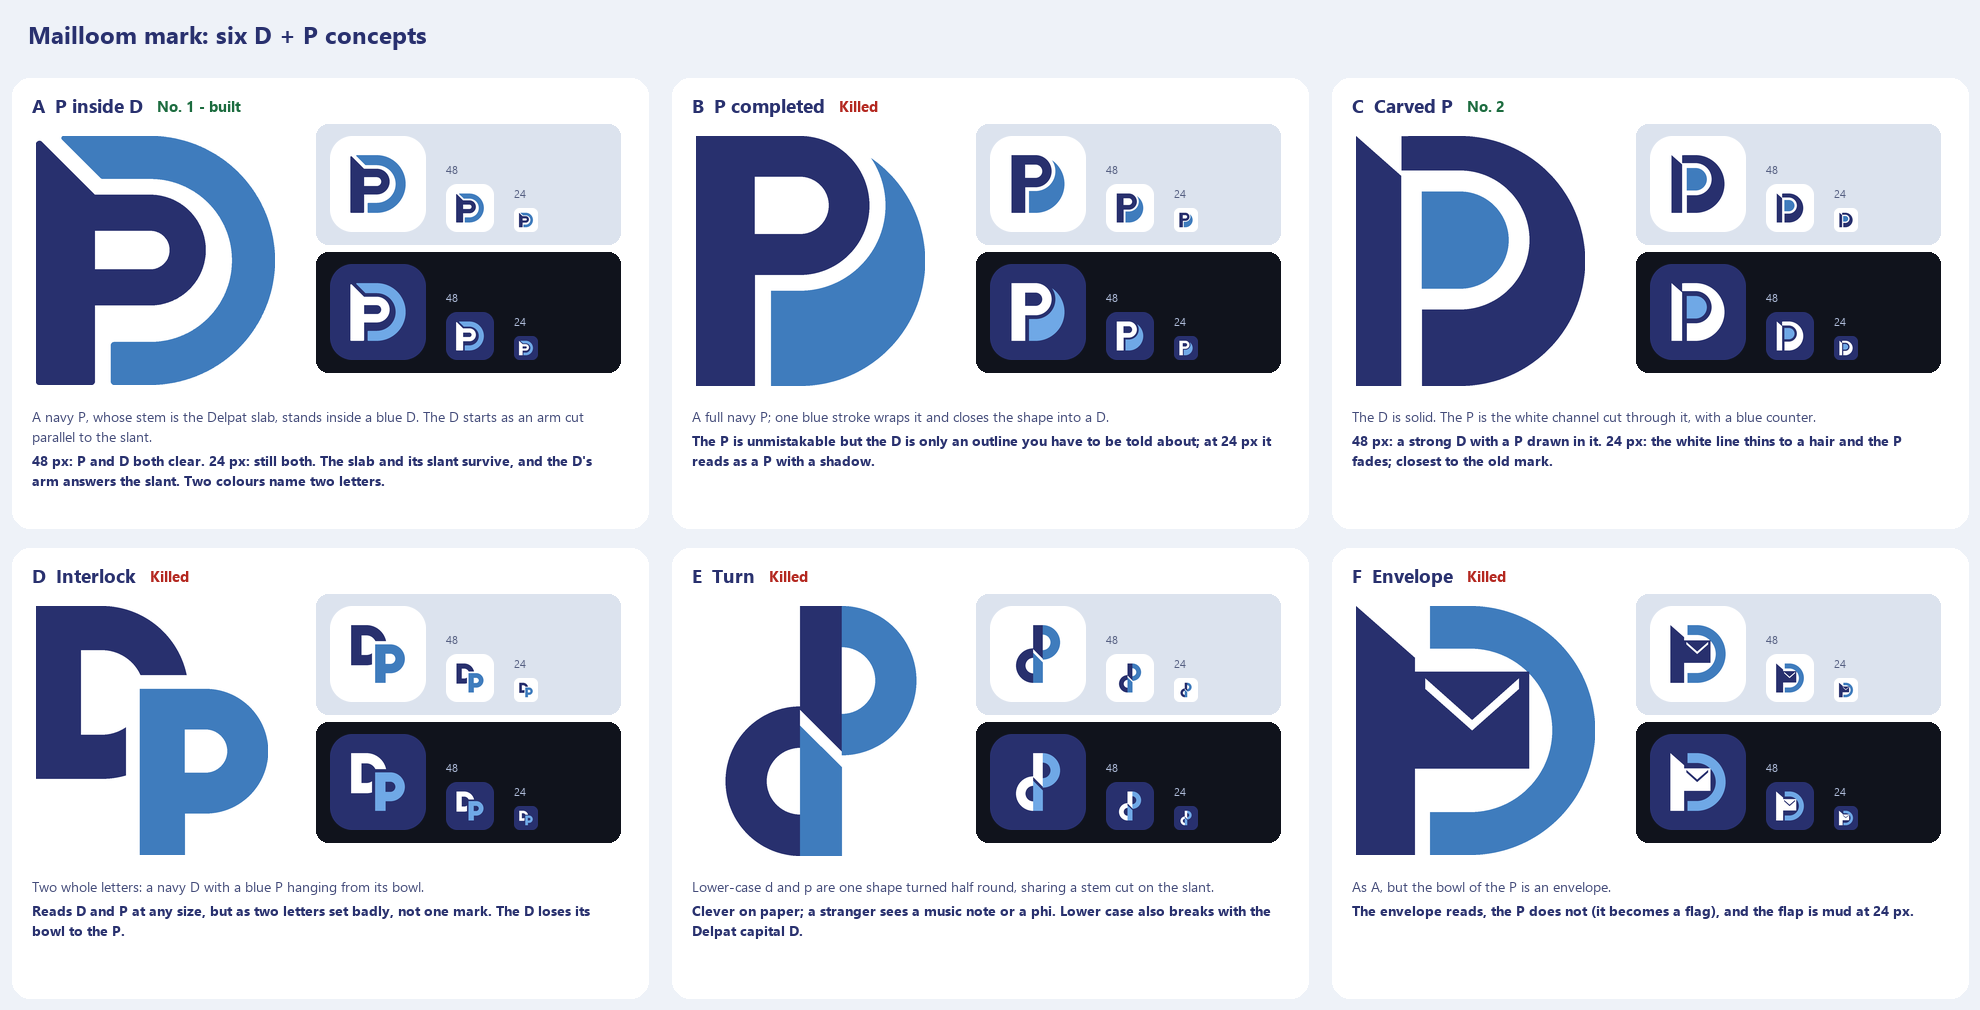 Mailloom mark: six D + P concepts
A P inside D No. 1 - built
48
24
48
24
A navy P, whose stem is the Delpat slab, stands inside a blue D. The D starts as an arm cut
parallel to the slant.
48 px: P and D both clear. 24 px: still both. The slab and its slant survive, and the D's
arm answers the slant. Two colours name two letters.
B P completed Killed
48
24
48
24
A full navy P; one blue stroke wraps it and closes the shape into a D.
The P is unmistakable but the D is only an outline you have to be told about; at 24 px it
reads as a P with a shadow.
C Carved P No. 2
48
24
48
24
The D is solid. The P is the white channel cut through it, with a blue counter.
48 px: a strong D with a P drawn in it. 24 px: the white line thins to a hair and the P
fades; closest to the old mark.
D Interlock Killed
48
24
48
24
Two whole letters: a navy D with a blue P hanging from its bowl.
Reads D and P at any size, but as two letters set badly, not one mark. The D loses its
bowl to the P.
E Turn Killed
48
24
48
24
Lower-case d and p are one shape turned half round, sharing a stem cut on the slant.
Clever on paper; a stranger sees a music note or a phi. Lower case also breaks with the
Delpat capital D.
F Envelope Killed
48
24
48
24
As A, but the bowl of the P is an envelope.
The envelope reads, the P does not (it becomes a flag), and the flap is mud at 24 px.